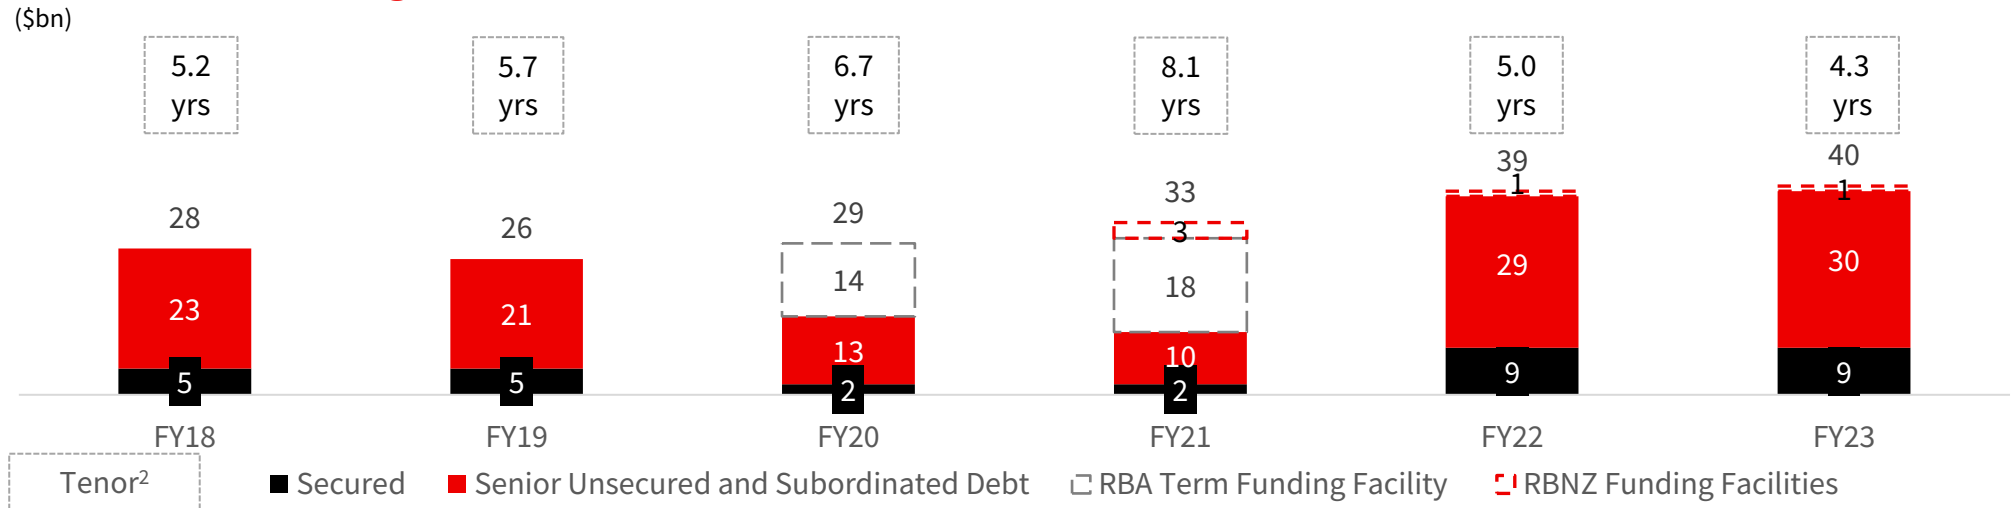 ($bn)
5.2
yrs
5.7
yrs
6.7
yrs
8.1
yrs
5.0
yrs
4.3
yrs
28
23
5
26
21
5
29
14
13
2
33
3
18
10
2
39
1
29
9
40
1
30
9
FY18
FY19
FY20
FY21
FY22
FY23
Tenor²
Secured
Senior Unsecured and Subordinated Debt
RBA Term Funding Facility
RBNZ Funding Facilities